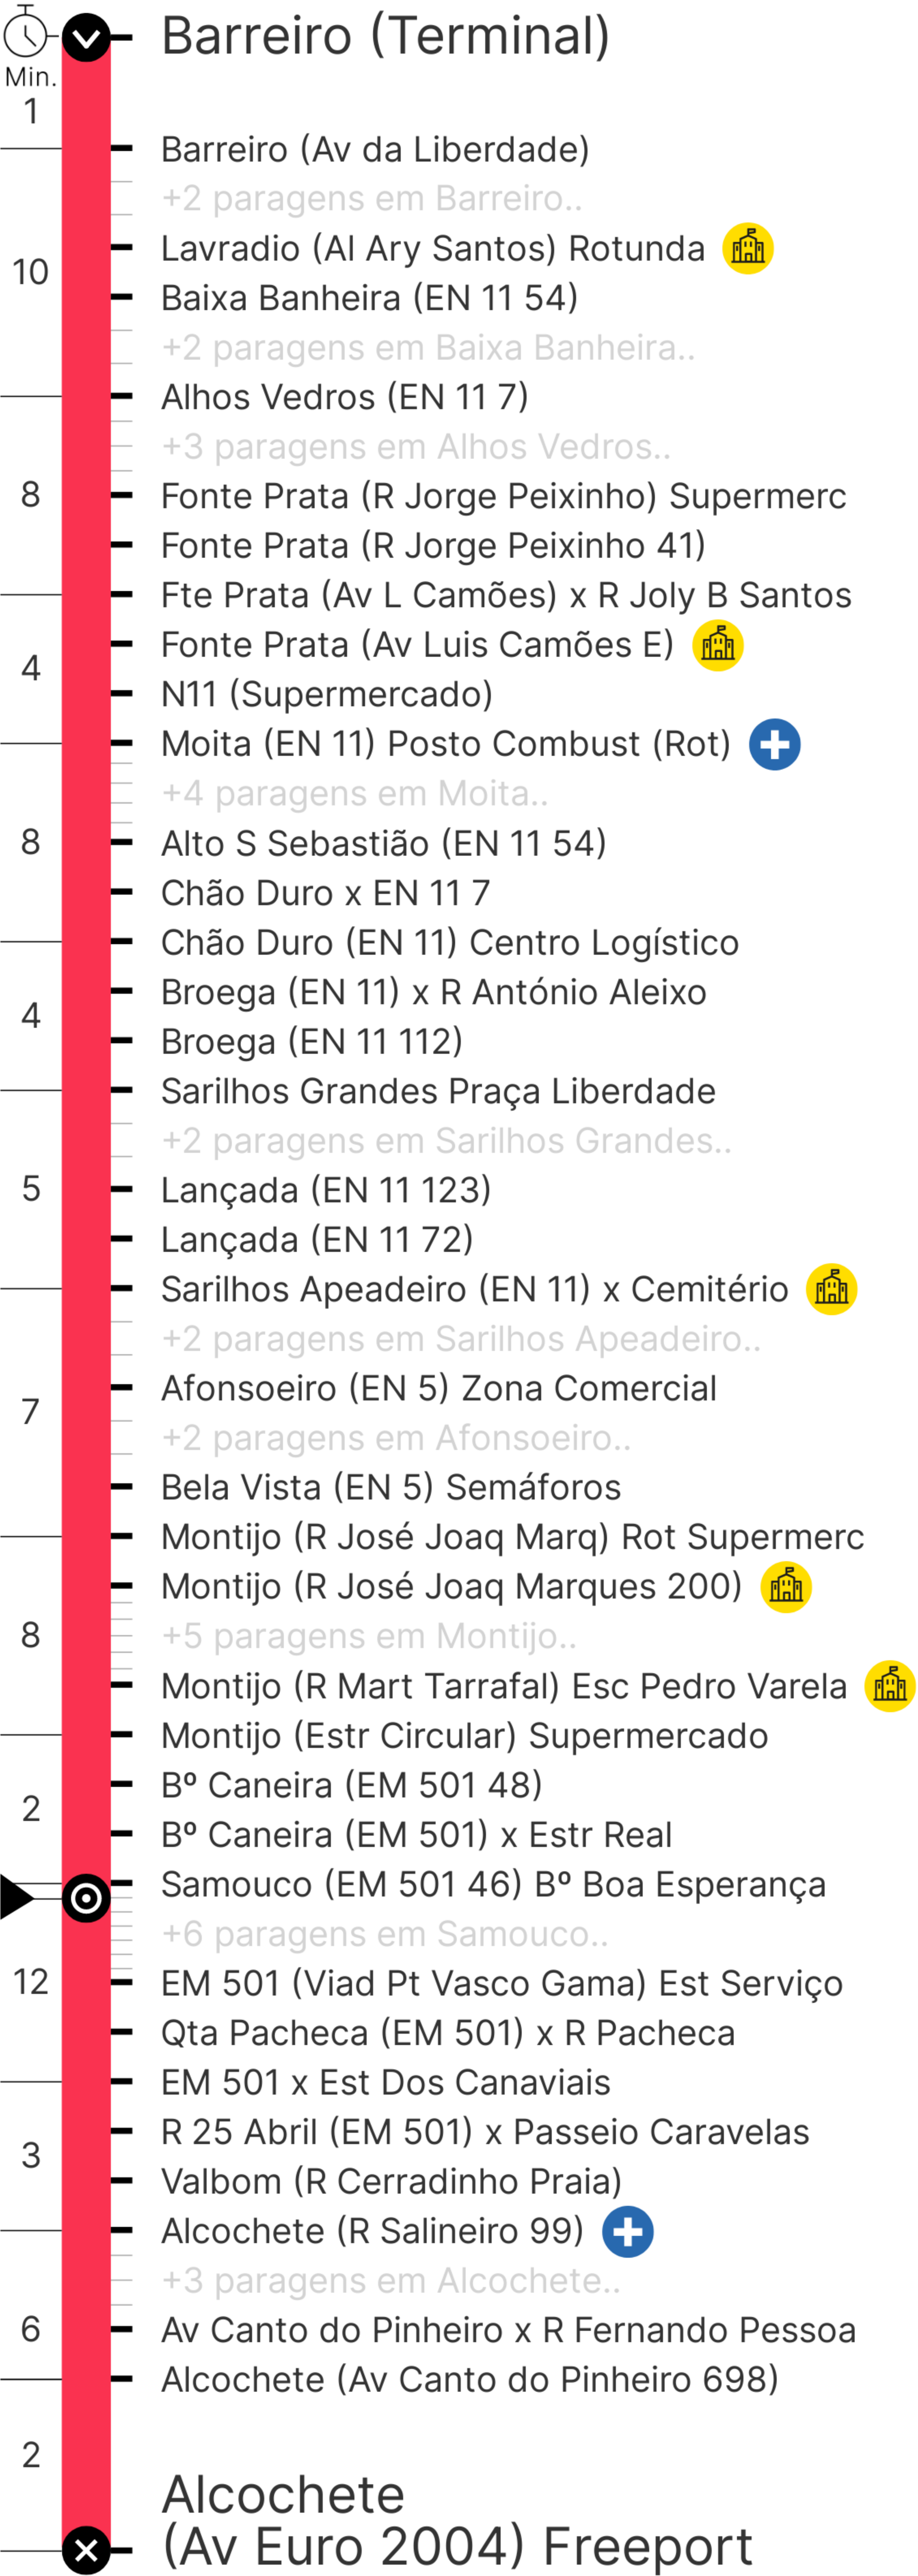 Barreiro (Terminal)
Min.
1
Barreiro (Av da Liberdade)
+2 paragens em Barreiro..
Lavradio (Al Ary Santos) Rotunda
10
Baixa Banheira (EN 11 54)
+2 paragens em Baixa Banheira..
Alhos Vedros (EN 11 7)
+3 paragens em Alhos Vedros..
8
Fonte Prata (R Jorge Peixinho) Supermerc
Fonte Prata (R Jorge Peixinho 41)
Fte Prata (Av L Camões) x R Joly B Santos
Fonte Prata (Av Luis Camões E)
4
N11 (Supermercado)
Moita (EN 11) Posto Combust (Rot)
+4 paragens em Moita..
8
Alto S Sebastião (EN 11 54)
Chão Duro x EN 11 7
Chão Duro (EN 11) Centro Logístico
Broega (EN 11) x R António Aleixo
4
Broega (EN 11 112)
Sarilhos Grandes Praça Liberdade
+2 paragens em Sarilhos Grandes..
5
Lançada (EN 11 123)
Lançada (EN 11 72)
Sarilhos Apeadeiro (EN 11) x Cemitério
+2 paragens em Sarilhos Apeadeiro..
Afonsoeiro (EN 5) Zona Comercial
7
+2 paragens em Afonsoeiro..
Bela Vista (EN 5) Semáforos
Montijo (R José Joaq Marq) Rot Supermerc
Montijo (R José Joaq Marques 200)
8
+5 paragens em Montijo..
Montijo (R Mart Tarrafal) Esc Pedro Varela
Montijo (Estr Circular) Supermercado
Bº Caneira (EM 501 48)
2
Bº Caneira (EM 501) x Estr Real
Samouco (EM 501 46) Bº Boa Esperança
+6 paragens em Samouco..
12
EM 501 (Viad Pt Vasco Gama) Est Serviço
Qta Pacheca (EM 501) x R Pacheca
EM 501 x Est Dos Canaviais
R 25 Abril (EM 501) x Passeio Caravelas
3
Valbom (R Cerradinho Praia)
Alcochete (R Salineiro 99)
+3 paragens em Alcochete..
6
Av Canto do Pinheiro x R Fernando Pessoa
Alcochete (Av Canto do Pinheiro 698)
2
Alcochete
(Av Euro 2004) Freeport